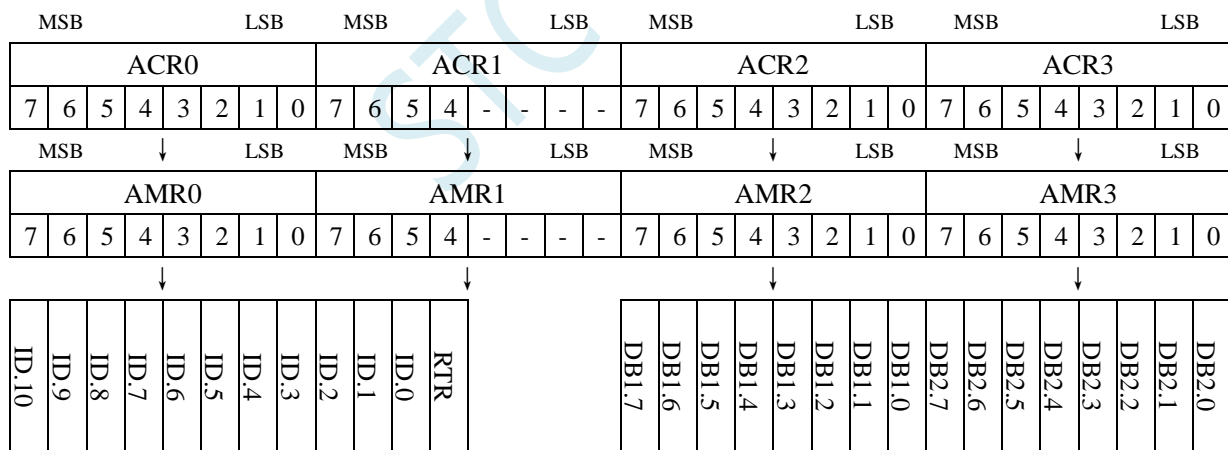 MSB LSB MSB LSB MSB LSB MSB LSB
ACR0 ACR1 ACR2 ACR3
7 6 5 4 3 2 1 0 7 6 5 4 - - - - 7 6 5 4 3 2 1 0 7 6 5 4 3 2 1 0
MSB ↓ LSB MSB ↓ LSB MSB ↓ LSB MSB ↓ LSB
AMR0 AMR1 AMR2 AMR3
7 6 5 4 3 2 1 0 7 6 5 4 - - - - 7 6 5 4 3 2 1 0 7 6 5 4 3 2 1 0
↓ ↓ ↓ ↓
ID.10 ID.9 ID.8 ID.7 ID.6 ID.5 ID.4 ID.3 ID.2 ID.1 ID.0 RTR DB1.7 DB1.6 DB1.5 DB1.4 DB1.3 DB1.2 DB1.1 DB1.0 DB2.7 DB2.6 DB2.5 DB2.4 DB2.3 DB2.2 DB2.1 DB2.0
STC